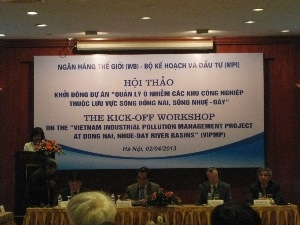 NGÂN HÀNG THẾ GIỚI (WB) - BỘ KẾ HOẠCH VÀ ĐẦU TƯ (MPI)
HỘI THẢO
KHỞI ĐỘNG DỰ ÁN "QUẢN LÝ Ô NHIỄM CÁC KHU CÔNG NGHIỆP
THUỘC LƯU VỰC SÔNG ĐỒNG NAI, SÔNG NHUỆ - ĐÁY"
THE KICK-OFF WORKSHOP
ON THE "VIETNAM INDUSTRIAL POLLUTION MANAGEMENT PROJECT
AT DONG NAI, NHUE-DAY RIVER BASINS" (VIPMP)
Hà Nội, 02/04/2013